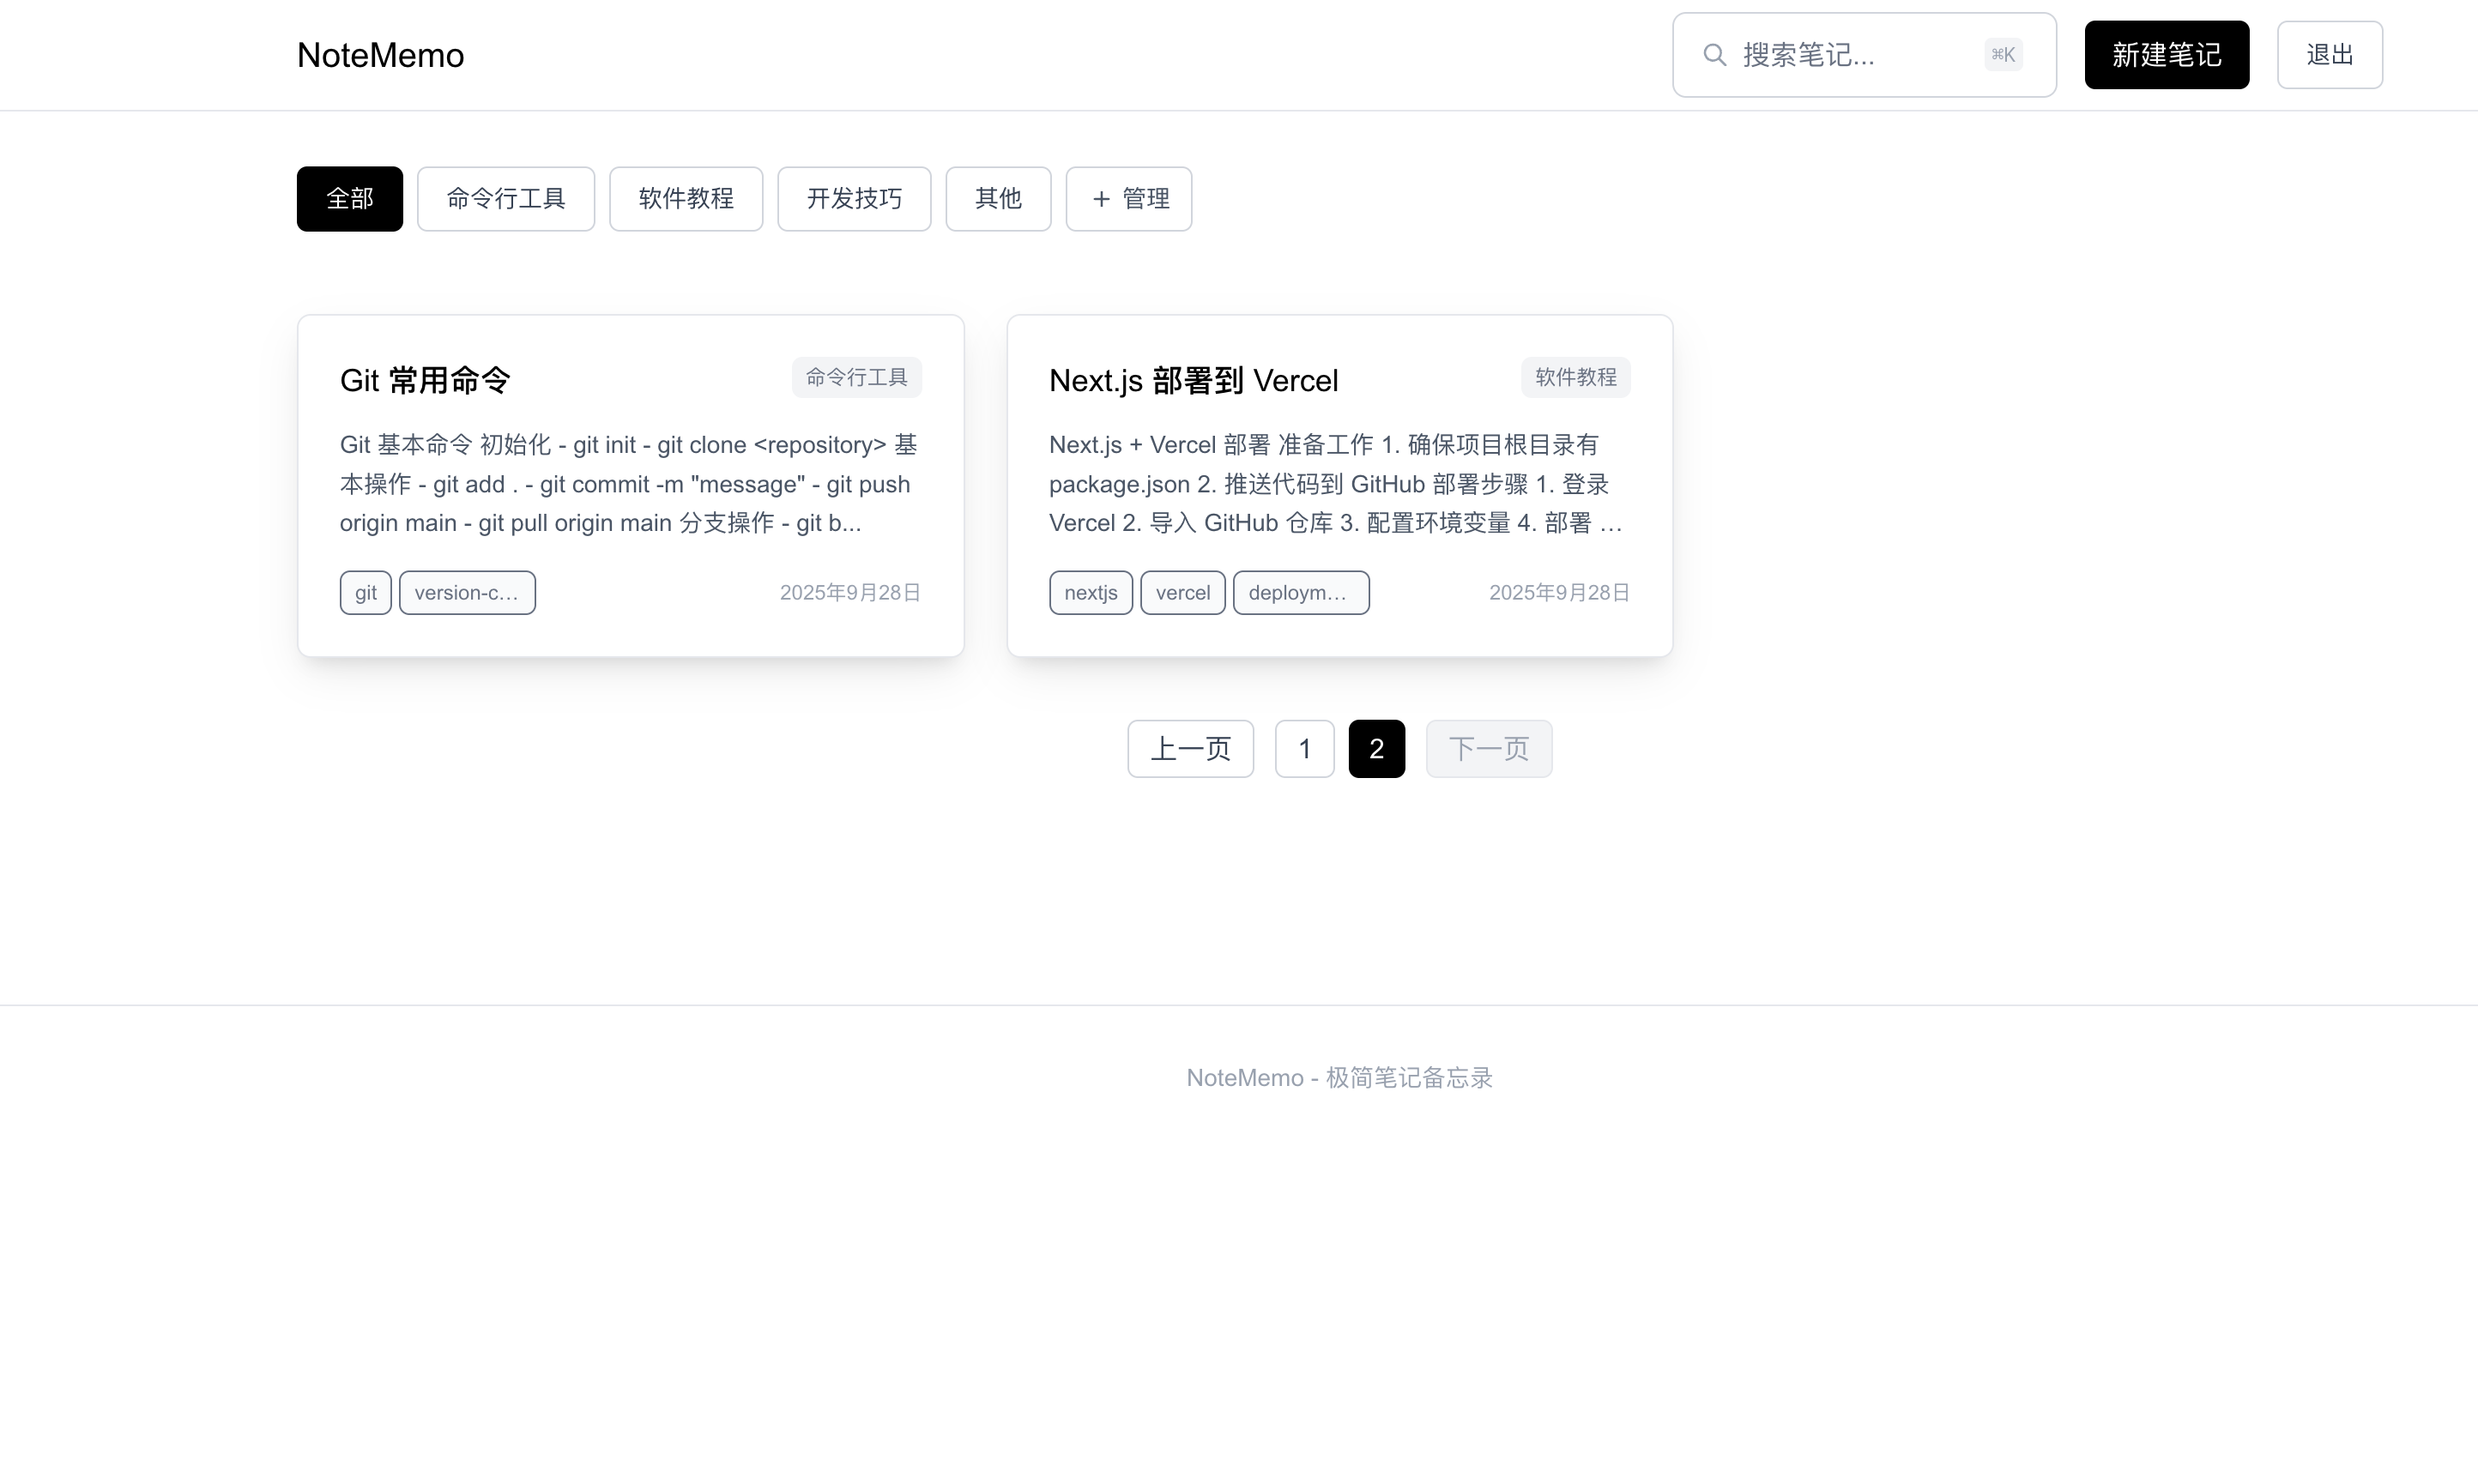 NoteMemo
搜索笔记...
⌘K
新建笔记
退出
全部
命令行工具
软件教程
开发技巧
其他
+ 管理
Git 常用命令
命令行工具
Git 基本命令 初始化 - git init - git clone <repository> 基
本操作 - git add . - git commit -m "message" - git push
origin main - git pull origin main 分支操作 - git b...
git
version-c...
2025年9月28日
Next.js 部署到 Vercel
软件教程
Next.js + Vercel 部署 准备工作 1. 确保项目根目录有
package.json 2. 推送代码到 GitHub 部署步骤 1. 登录
Vercel 2. 导入 GitHub 仓库 3. 配置环境变量 4. 部署 ...
nextjs
vercel
deploym...
2025年9月28日
上一页
1
2
下一页
NoteMemo - 极简笔记备忘录